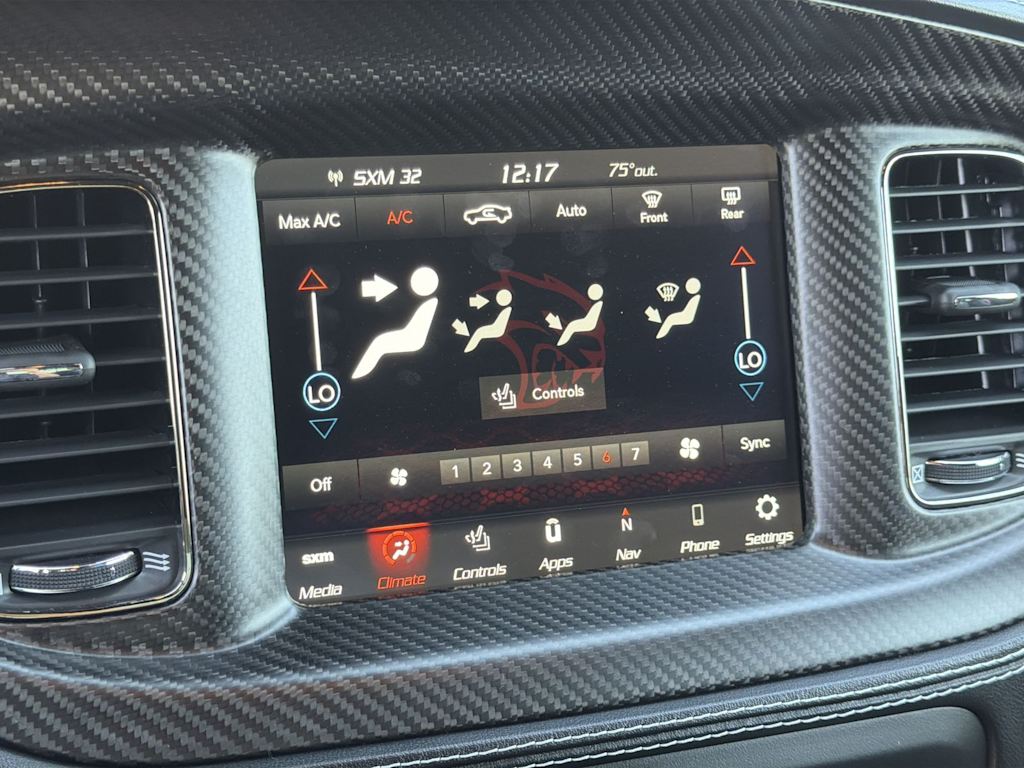 SXM 32 12:17 75°out.
Max A/C A/C Auto Front Rear
LO LO
Controls
Off 1 2 3 4 5 6 7 Sync
sxm Media Climate Controls Apps N Nav Phone Settings